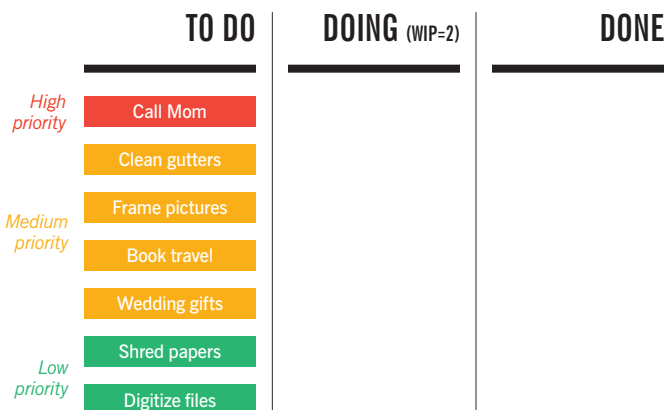 TO DO
DOING (WIP=2)
DONE
High
priority
Call Mom
Clean gutters
Frame pictures
Medium
priority
Book travel
Wedding gifts
Shred papers
Low
priority
Digitize files